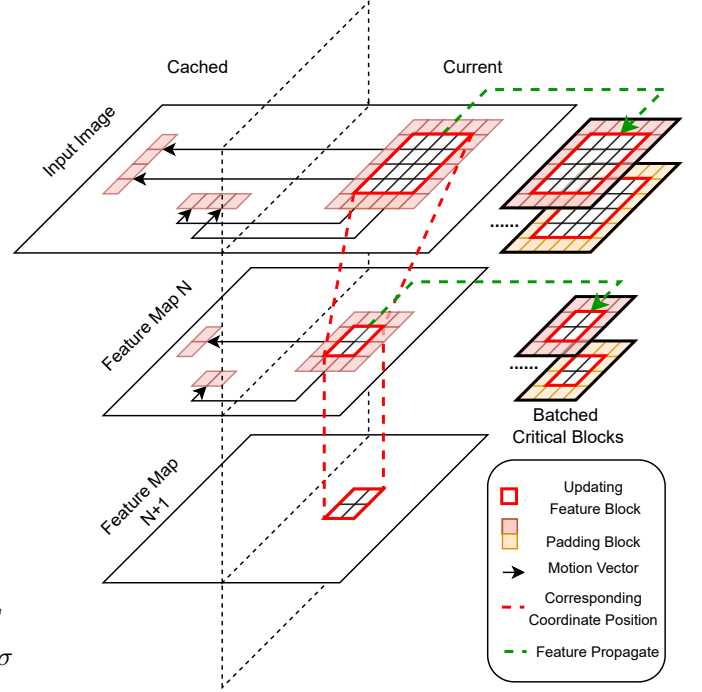 Cached
Current
Input Image
......
Feature Map N
......
Batched
Critical Blocks
Feature Map
N+1
Updating
Feature Block
Padding Block
Motion Vector
Corresponding
Coordinate Position
Feature Propagate
σ